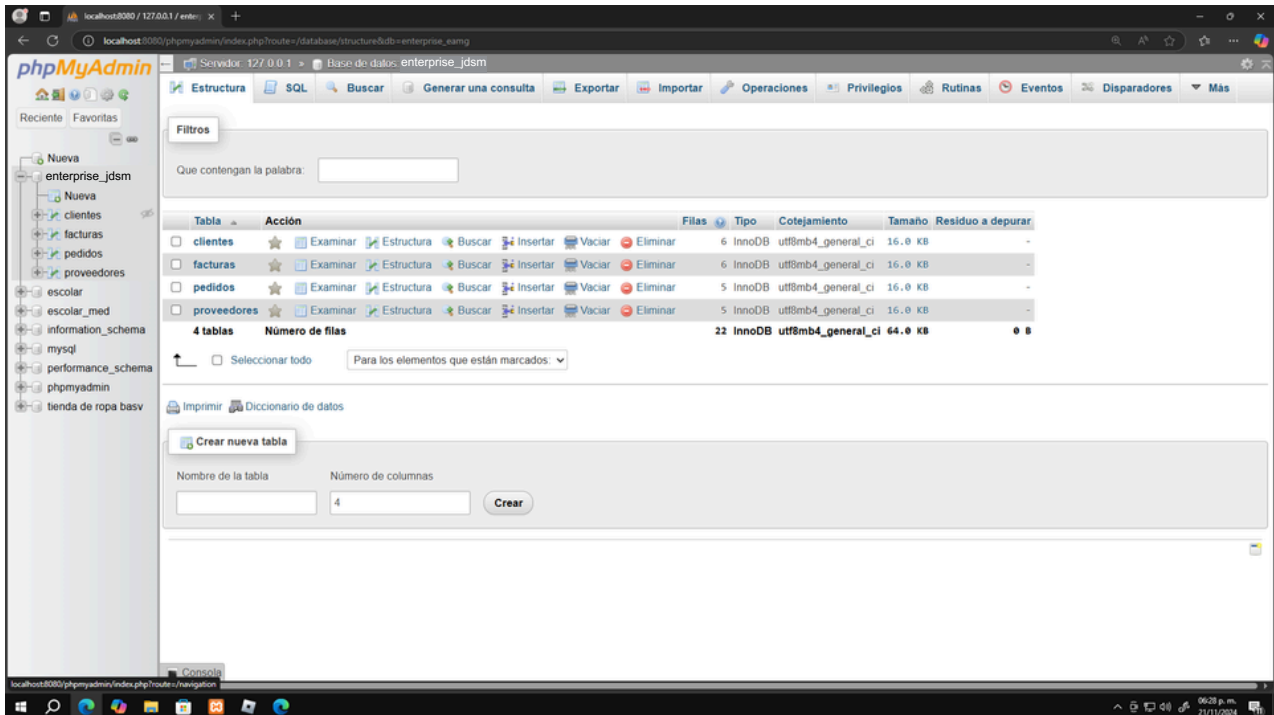 localhost:8080 / 127.0.0.1 / enterp
localhost:8080/phpmyadmin/index.php?route=/database/structure&db=enterprise_eamg
phpMyAdmin
Reciente Favoritas
Nueva
enterprise_jdsm
Nueva
clientes
facturas
pedidos
proveedores
escolar
escolar_med
information_schema
mysql
performance_schema
phpmyadmin
tienda de ropa basv
Servidor: 127.0.0.1 » Base de datos: enterprise_jdsm
Estructura SQL Buscar Generar una consulta Exportar Importar Operaciones Privilegios Rutinas Eventos Disparadores Más
Filtros
Que contengan la palabra:
Tabla Acción Filas Tipo Cotejamiento Tamaño Residuo a depurar
clientes Examinar Estructura Buscar Insertar Vaciar Eliminar 6 InnoDB utf8mb4_general_ci 16.0 KB -
facturas Examinar Estructura Buscar Insertar Vaciar Eliminar 6 InnoDB utf8mb4_general_ci 16.0 KB -
pedidos Examinar Estructura Buscar Insertar Vaciar Eliminar 5 InnoDB utf8mb4_general_ci 16.0 KB -
proveedores Examinar Estructura Buscar Insertar Vaciar Eliminar 5 InnoDB utf8mb4_general_ci 16.0 KB -
4 tablas Número de filas 22 InnoDB utf8mb4_general_ci 64.0 KB 0 B
Seleccionar todo Para los elementos que están marcados:
Imprimir Diccionario de datos
Crear nueva tabla
Nombre de la tabla Número de columnas
4 Crear
Consola
localhost:8080/phpmyadmin/index.php?route=/navigation
06:28 p. m.
21/11/2024